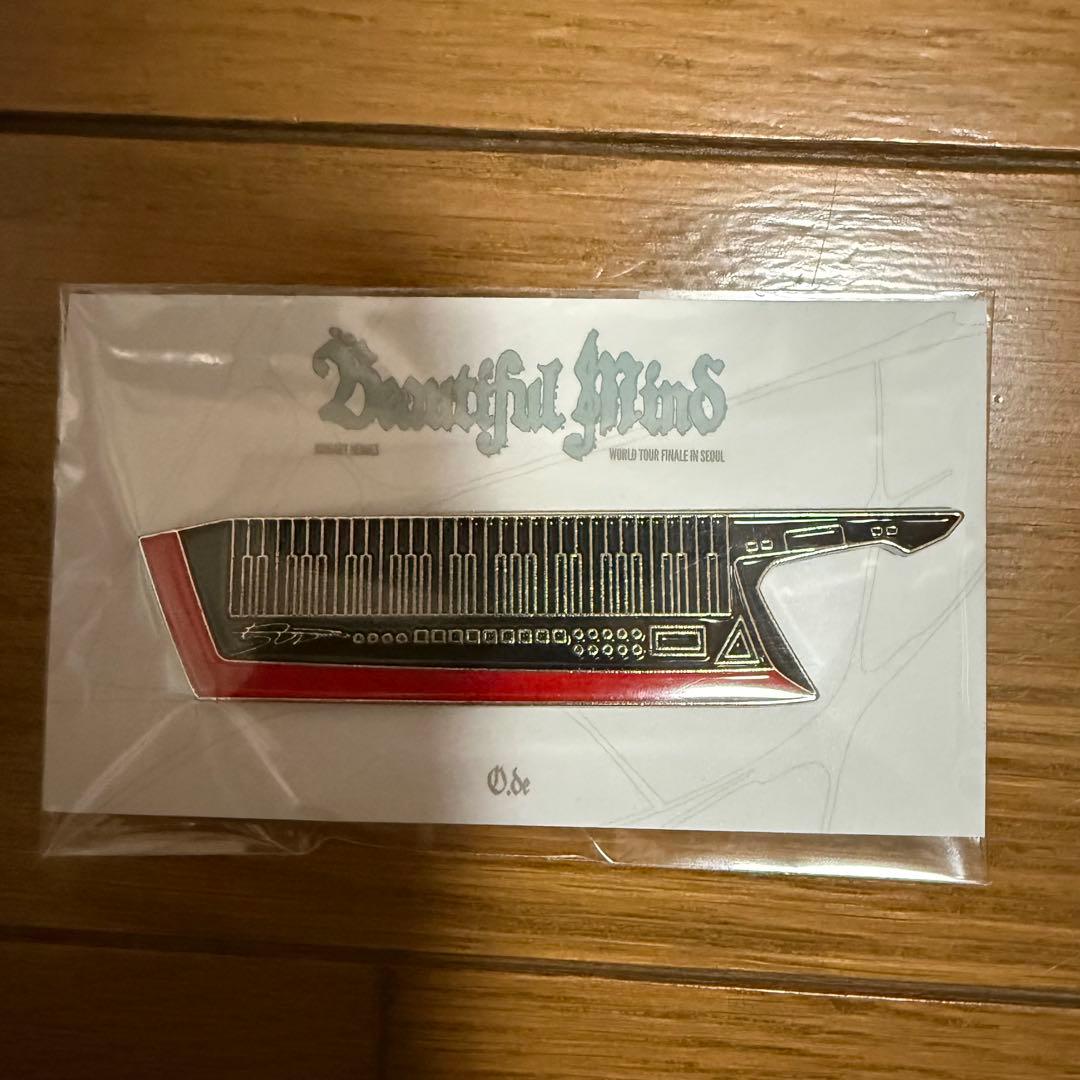 Beautiful Mind
WORLD TOUR FINALE IN SEOUL
O.de